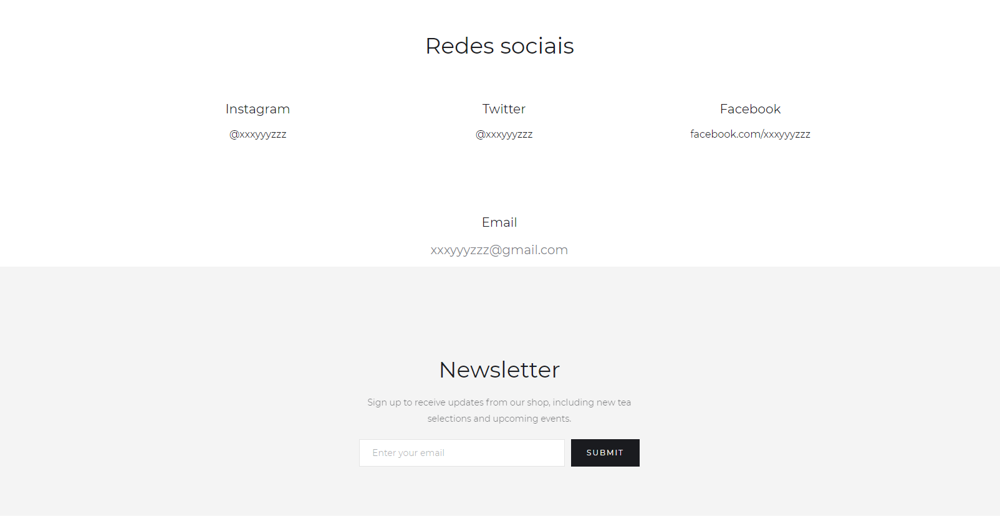 Redes sociais
Instagram
@xxxyyyzzz
Twitter
@xxxyyyzzz
Facebook
facebook.com/xxxyyyzzz
Email
xxxyyyzzz@gmail.com
Newsletter
Sign up to receive updates from our shop, including new tea
selections and upcoming events.
Enter your email
SUBMIT